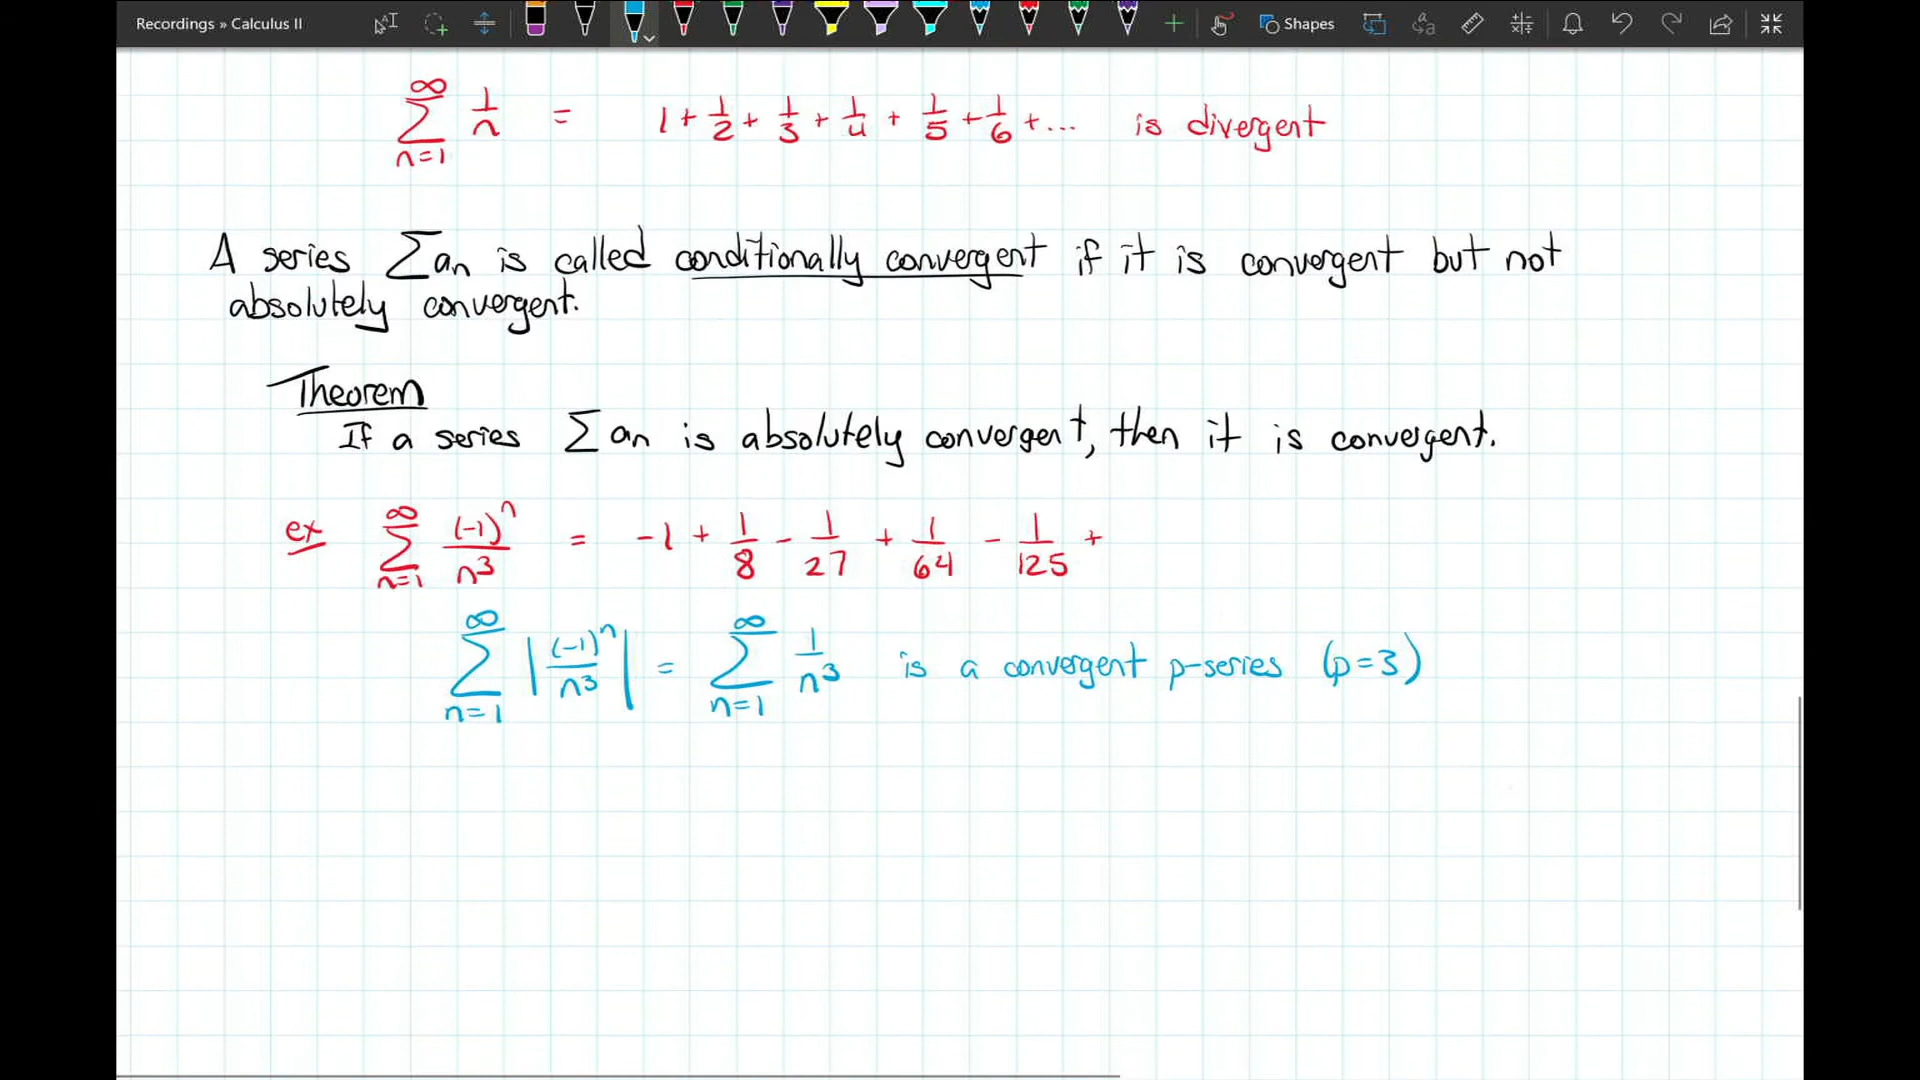 Recordings » Calculus II
Shapes
∞ ∑ n=1 1/n = 1 + 1/2 + 1/3 + 1/4 + 1/5 + 1/6 + ... is divergent
A series ∑an is called conditionally convergent if it is convergent but not
absolutely convergent.
Theorem
If a series ∑an is absolutely convergent, then it is convergent.
ex ∞ ∑ n=1 (-1)^n/n^3 = -1 + 1/8 - 1/27 + 1/64 - 1/125 +
∞ ∑ n=1 |(-1)^n/n^3| = ∞ ∑ n=1 1/n^3 is a convergent p-series (p=3)